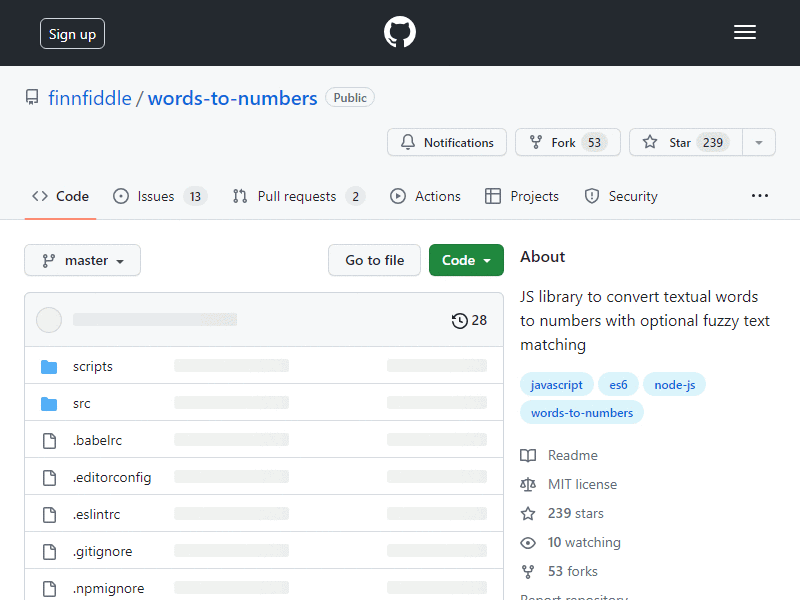 Sign up
finnfiddle / words-to-numbers Public
Notifications Fork 53 Star 239
Code Issues 13 Pull requests 2 Actions Projects Security
master Go to file Code
28
scripts
src
.babelrc
.editorconfig
.eslintrc
.gitignore
.npmignore
About
JS library to convert textual words
to numbers with optional fuzzy text
matching
javascript es6 node-js
words-to-numbers
Readme
MIT license
239 stars
10 watching
53 forks
Report repository